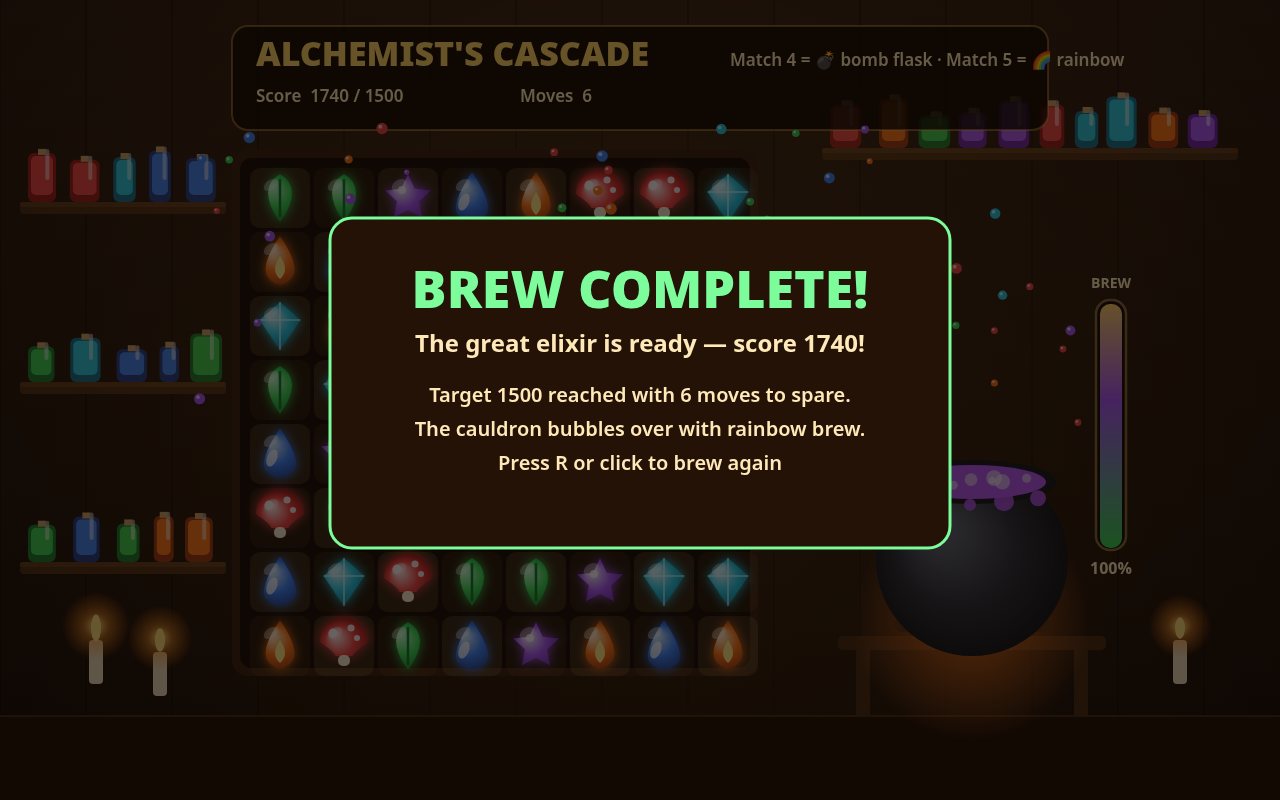 ALCHEMIST'S CASCADE
Match 4 = 💣 bomb flask · Match 5 = 🌈 rainbow
Score 1740 / 1500
Moves 6
BREW COMPLETE!
The great elixir is ready — score 1740!
Target 1500 reached with 6 moves to spare.
The cauldron bubbles over with rainbow brew.
Press R or click to brew again
BREW
100%